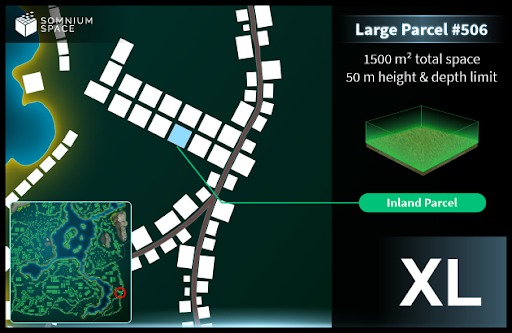 SOMNIUM
SPACE
Large Parcel #506
1500 m² total space
50 m height & depth limit
Inland Parcel
XL